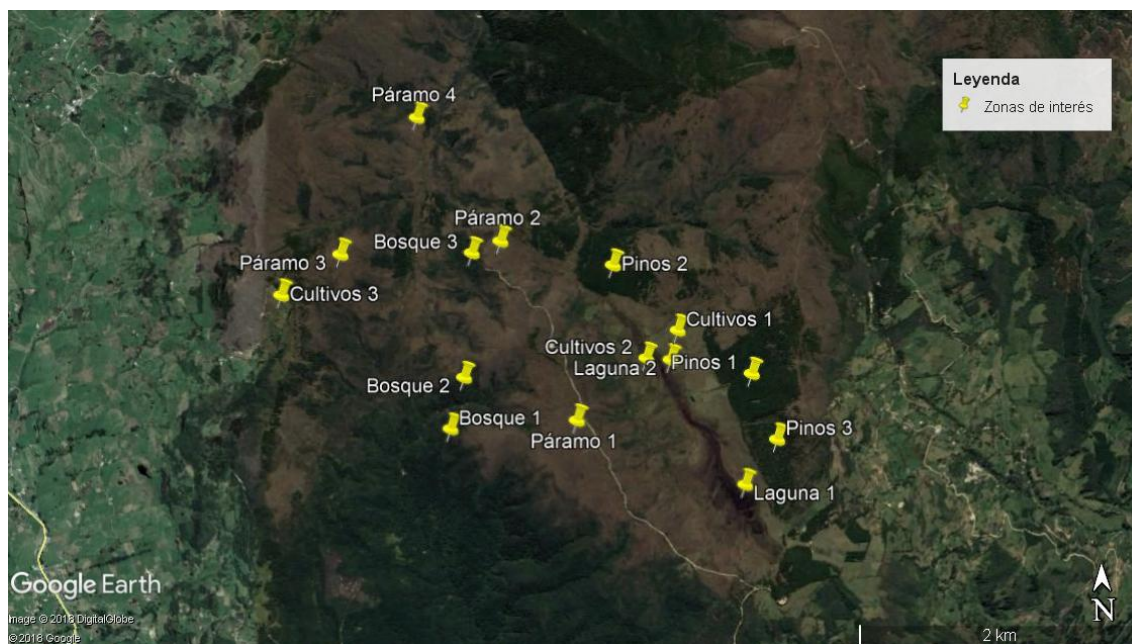 Leyenda
Zonas de interés
Páramo 4
Páramo 2
Bosque 3
Páramo 3
Pinos 2
Cultivos 3
Cultivos 1
Cultivos 2
Laguna 2
Pinos 1
Bosque 2
Bosque 1
Páramo 1
Pinos 3
Laguna 1
Google Earth
Image © 2018 DigitalGlobe
© 2018 Google
N
2 km